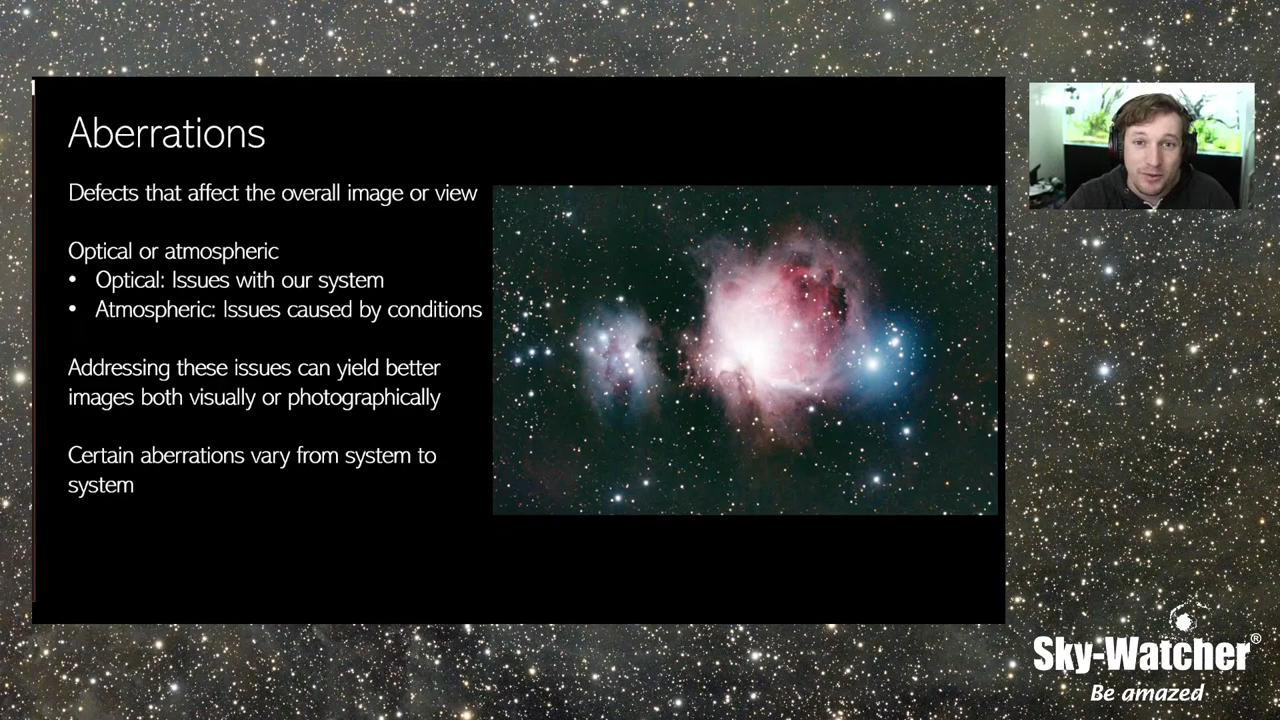 Aberrations
Defects that affect the overall image or view
Optical or atmospheric
• Optical: Issues with our system
• Atmospheric: Issues caused by conditions
Addressing these issues can yield better
images both visually or photographically
Certain aberrations vary from system to
system
Sky-Watcher®
Be amazed